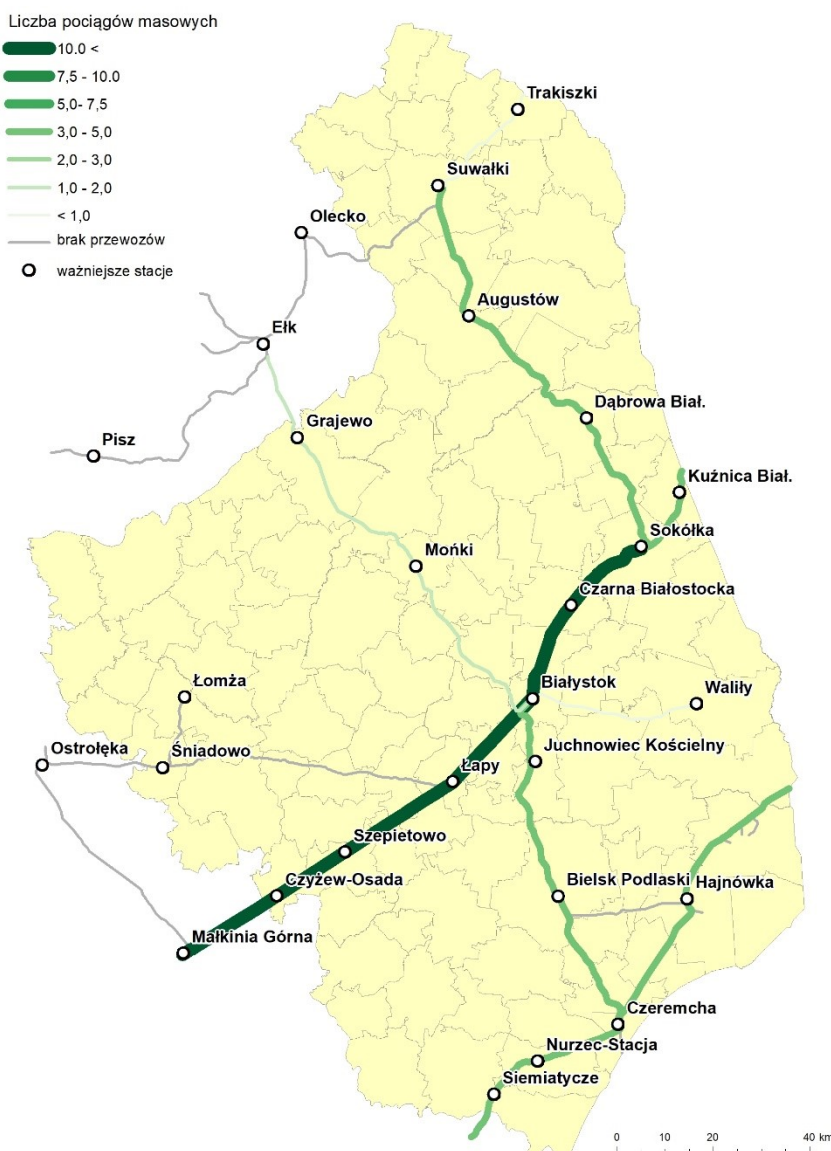 Liczba pociągów masowych
10.0 <
7,5 - 10.0
5,0- 7,5
3,0 - 5,0
2,0 - 3,0
1,0 - 2,0
< 1,0
brak przewozów
ważniejsze stacje
Trakiszki
Suwałki
Olecko
Augustów
Ełk
Dąbrowa Biał.
Grajewo
Pisz
Kuźnica Biał.
Sokółka
Mońki
Czarna Białostocka
Łomża
Białystok
Waliły
Ostrołęka
Śniadowo
Juchnowiec Kościelny
Łapy
Szepietowo
Czyżew-Osada
Bielsk Podlaski
Hajnówka
Małkinia Górna
Czeremcha
Nurzec-Stacja
Siemiatycze
0 10 20 40 km